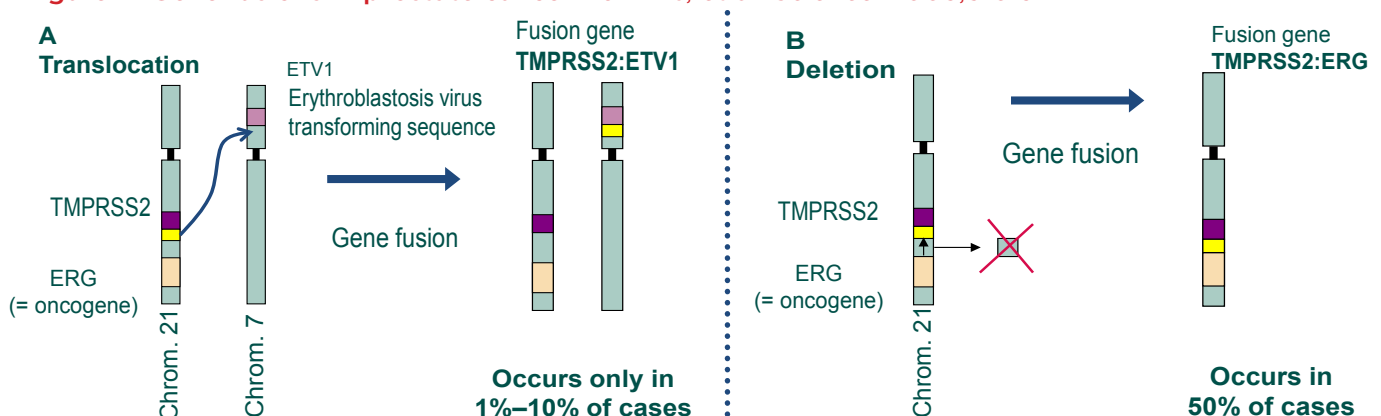 A
Translocation
ETV1
Erythroblastosis virus
transforming sequence
Fusion gene
TMPRSS2:ETV1
TMPRSS2
ERG
(= oncogene)
Chrom. 21
Chrom. 7
Gene fusion
Occurs only in
1%–10% of cases
B
Deletion
Fusion gene
TMPRSS2:ERG
Gene fusion
TMPRSS2
ERG
(= oncogene)
Chrom. 21
Occurs in
50% of cases